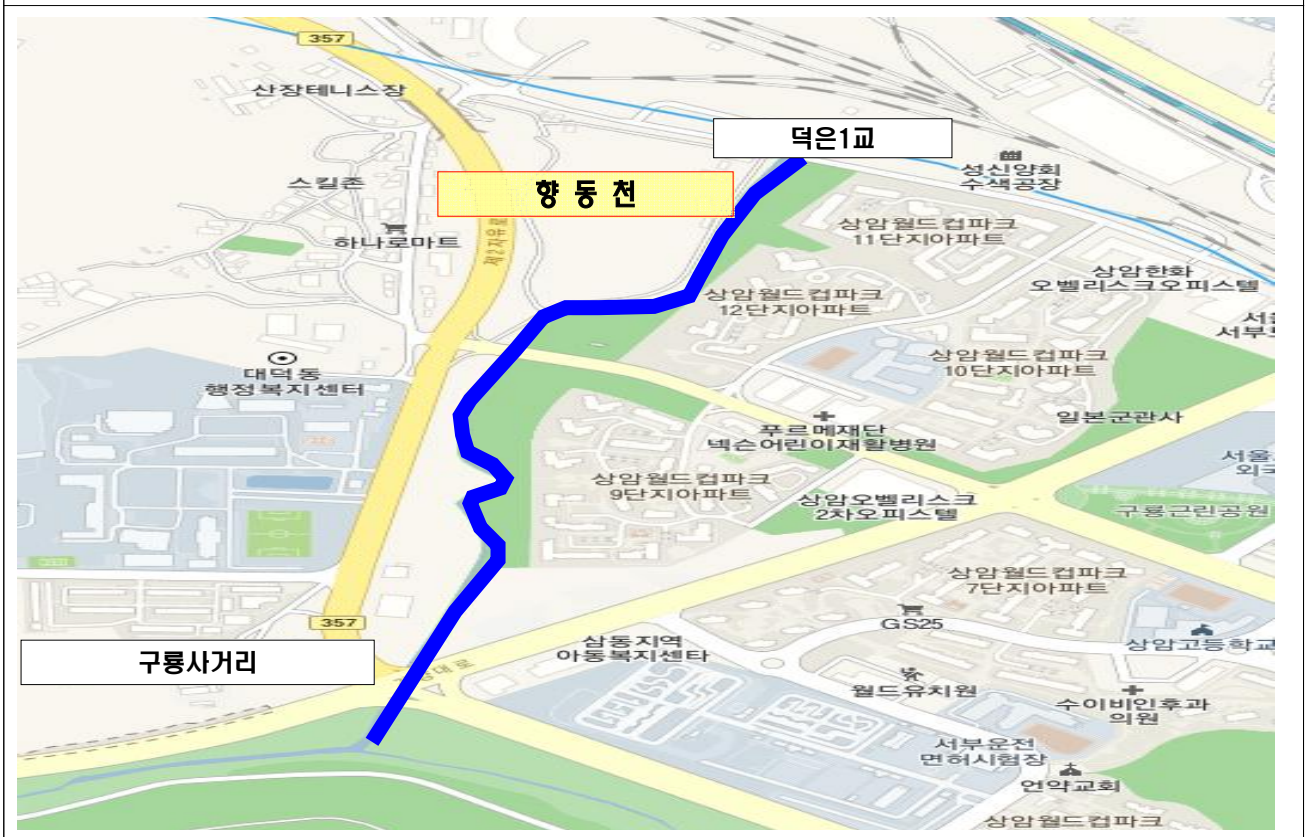 357
산장테니스장
덕은1교
성신양회
수색공장
스킬존
향 동 천
하나로마트
제2자유로
상암월드컵파크
11단지아파트
상암한화
오벨리스크오피스텔
상암월드컵파크
12단지아파트
대덕동
행정복지센터
상암월드컵파크
10단지아파트
일본군관사
푸르메재단
넥슨어린이재활병원
상암월드컵파크
9단지아파트
상암오벨리스크
2차오피스텔
구룡근린공원
상암월드컵파크
7단지아파트
357
GS25
구룡사거리
삼동지역
아동복지센타
상암고등학교
월드유치원
수이비인후과
의원
서부운전
면허시험장
언약교회
상암월드컵파크